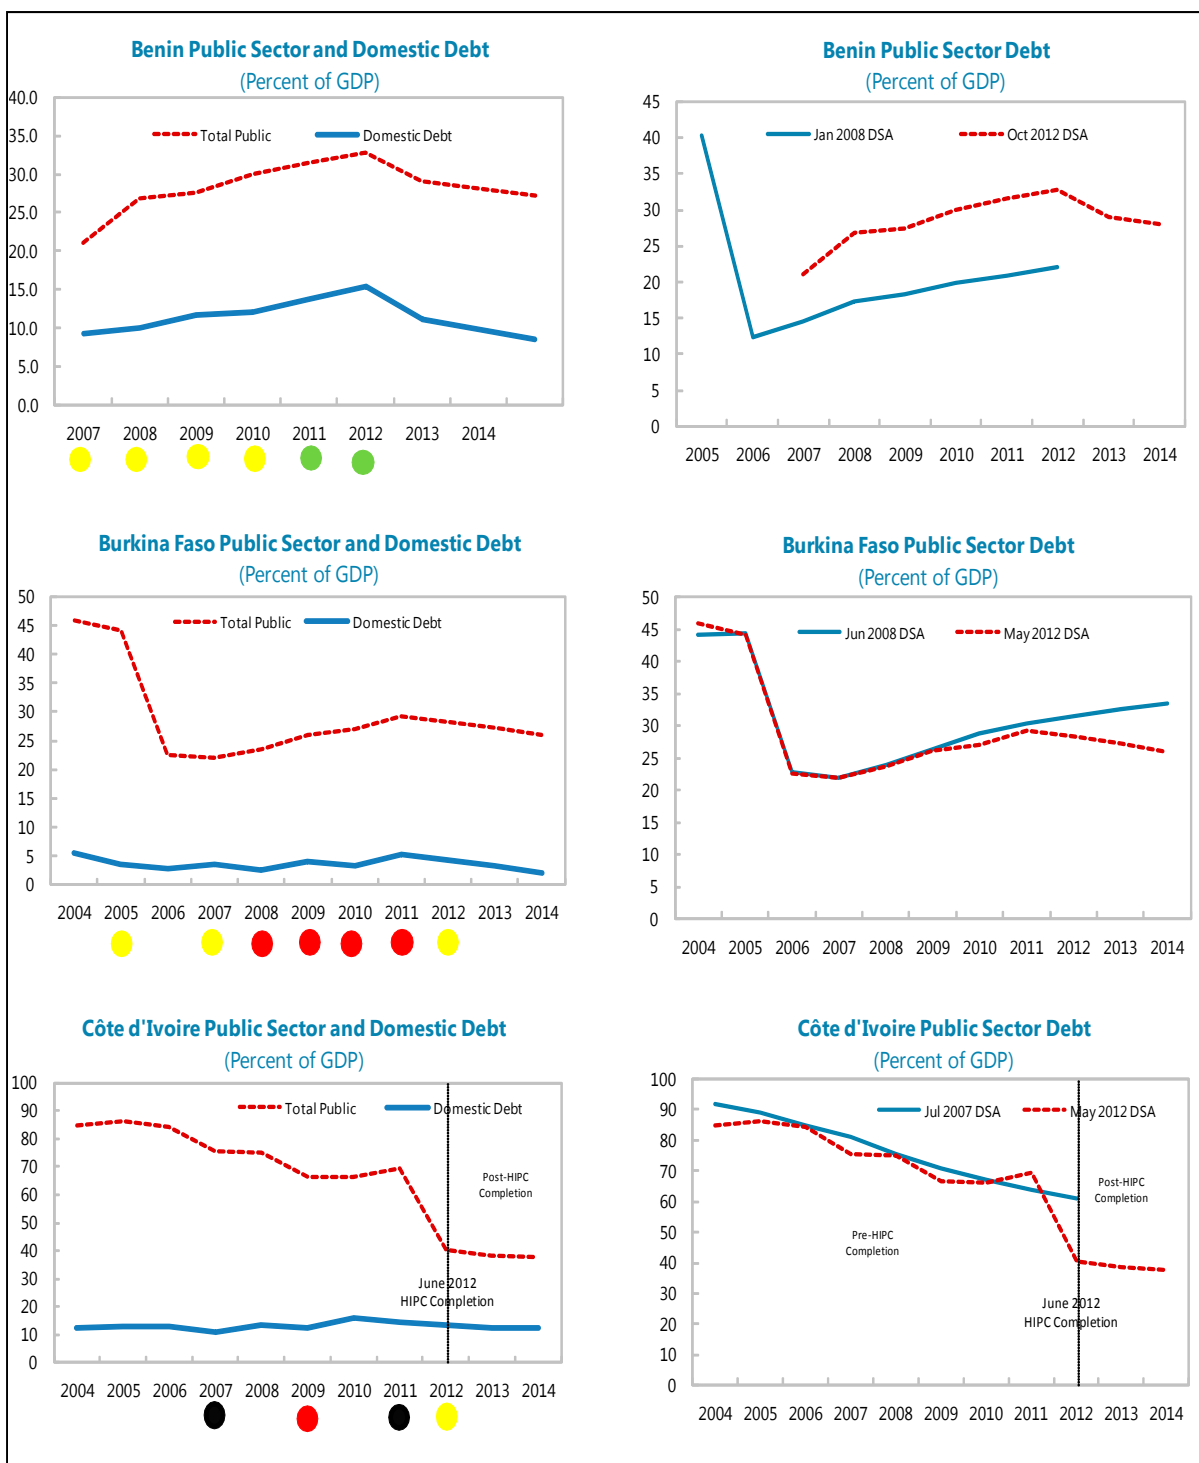 Benin Public Sector and Domestic Debt
(Percent of GDP)
40.0
35.0
30.0
25.0
20.0
15.0
10.0
5.0
0.0
Total Public
Domestic Debt
2007 2008 2009 2010 2011 2012 2013 2014
Benin Public Sector Debt
(Percent of GDP)
45
40
35
30
25
20
15
10
5
0
Jan 2008 DSA
Oct 2012 DSA
2005 2006 2007 2008 2009 2010 2011 2012 2013 2014
Burkina Faso Public Sector and Domestic Debt
(Percent of GDP)
50
45
40
35
30
25
20
15
10
5
0
Total Public
Domestic Debt
2004 2005 2006 2007 2008 2009 2010 2011 2012 2013 2014
Burkina Faso Public Sector Debt
(Percent of GDP)
50
45
40
35
30
25
20
15
10
5
0
Jun 2008 DSA
May 2012 DSA
2004 2005 2006 2007 2008 2009 2010 2011 2012 2013 2014
Côte d'Ivoire Public Sector and Domestic Debt
(Percent of GDP)
100
90
80
70
60
50
40
30
20
10
0
Total Public
Domestic Debt
Post-HIPC
Completion
June 2012
HIPC Completion
2004 2005 2006 2007 2008 2009 2010 2011 2012 2013 2014
Côte d'Ivoire Public Sector Debt
(Percent of GDP)
100
90
80
70
60
50
40
30
20
10
0
Jul 2007 DSA
May 2012 DSA
Post-HIPC
Completion
Pre-HIPC
Completion
June 2012
HIPC Completion
2004 2005 2006 2007 2008 2009 2010 2011 2012 2013 2014